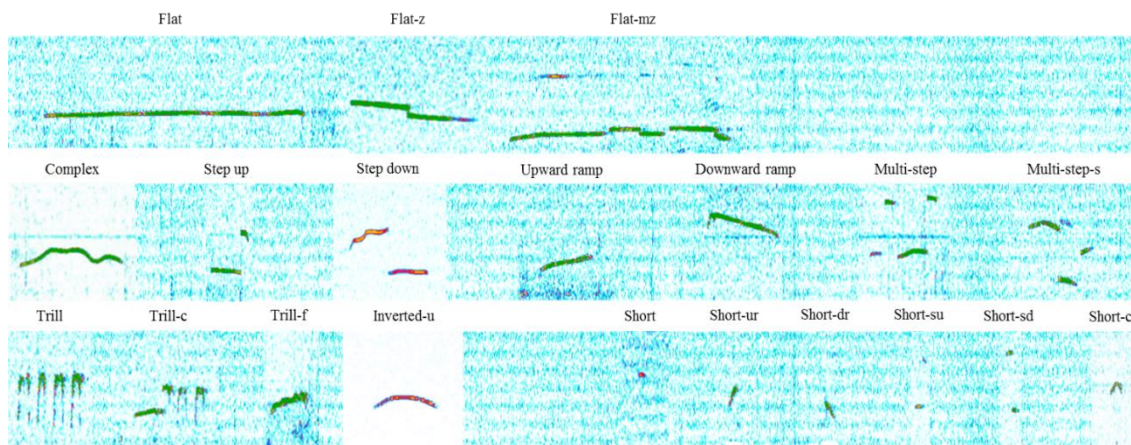 Flat Flat-z Flat-mz
Complex Step up Step down Upward ramp Downward ramp Multi-step Multi-step-s
Trill Trill-c Trill-f Inverted-u Short Short-ur Short-dr Short-su Short-sd Short-c